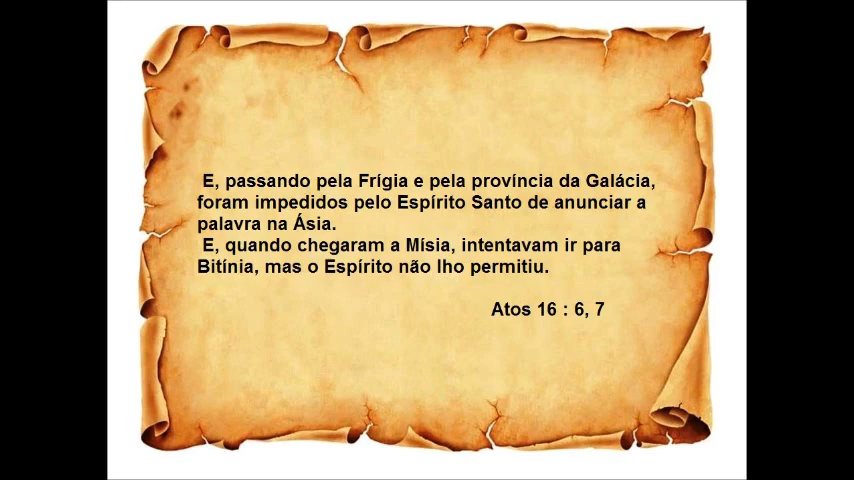 E, passando pela Frígia e pela província da Galácia,
foram impedidos pelo Espírito Santo de anunciar a
palavra na Ásia.
E, quando chegaram a Mísia, intentavam ir para
Bitínia, mas o Espírito não lho permitiu.
Atos 16 : 6, 7